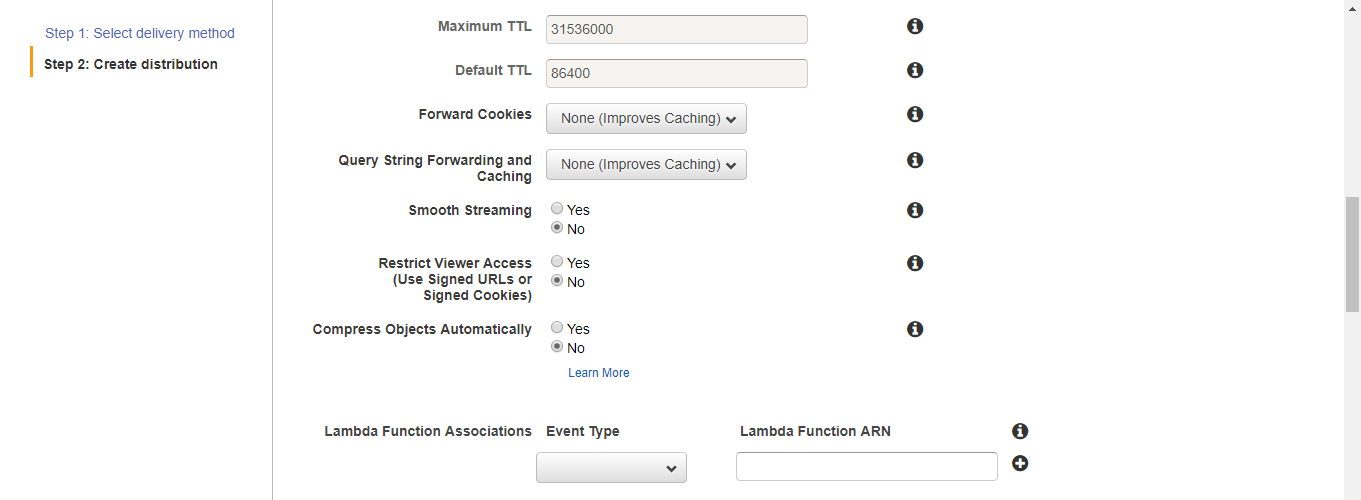 Step 1: Select delivery method
Step 2: Create distribution
Maximum TTL 31536000
Default TTL 86400
Forward Cookies None (Improves Caching)
Query String Forwarding and
Caching None (Improves Caching)
Smooth Streaming Yes
No
Restrict Viewer Access
(Use Signed URLs or
Signed Cookies) Yes
No
Compress Objects Automatically Yes
No
Learn More
Lambda Function Associations Event Type Lambda Function ARN